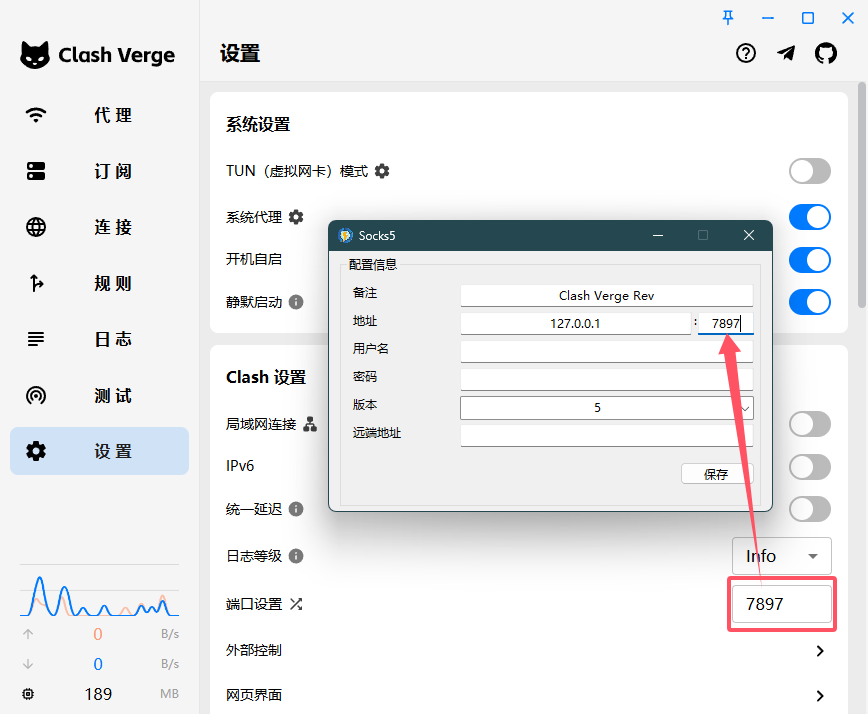 Clash Verge
设置
代 理
订 阅
连 接
规 则
日 志
测 试
设 置
0 B/s
0 B/s
189 MB
系统设置
TUN（虚拟网卡）模式
系统代理
开机自启
静默启动
Clash 设置
局域网连接
IPv6
统一延迟
日志等级
Info
端口设置
7897
外部控制
网页界面
Socks5
配置信息
备注
Clash Verge Rev
地址
127.0.0.1 : 7897
用户名
密码
版本
5
远端地址
保存